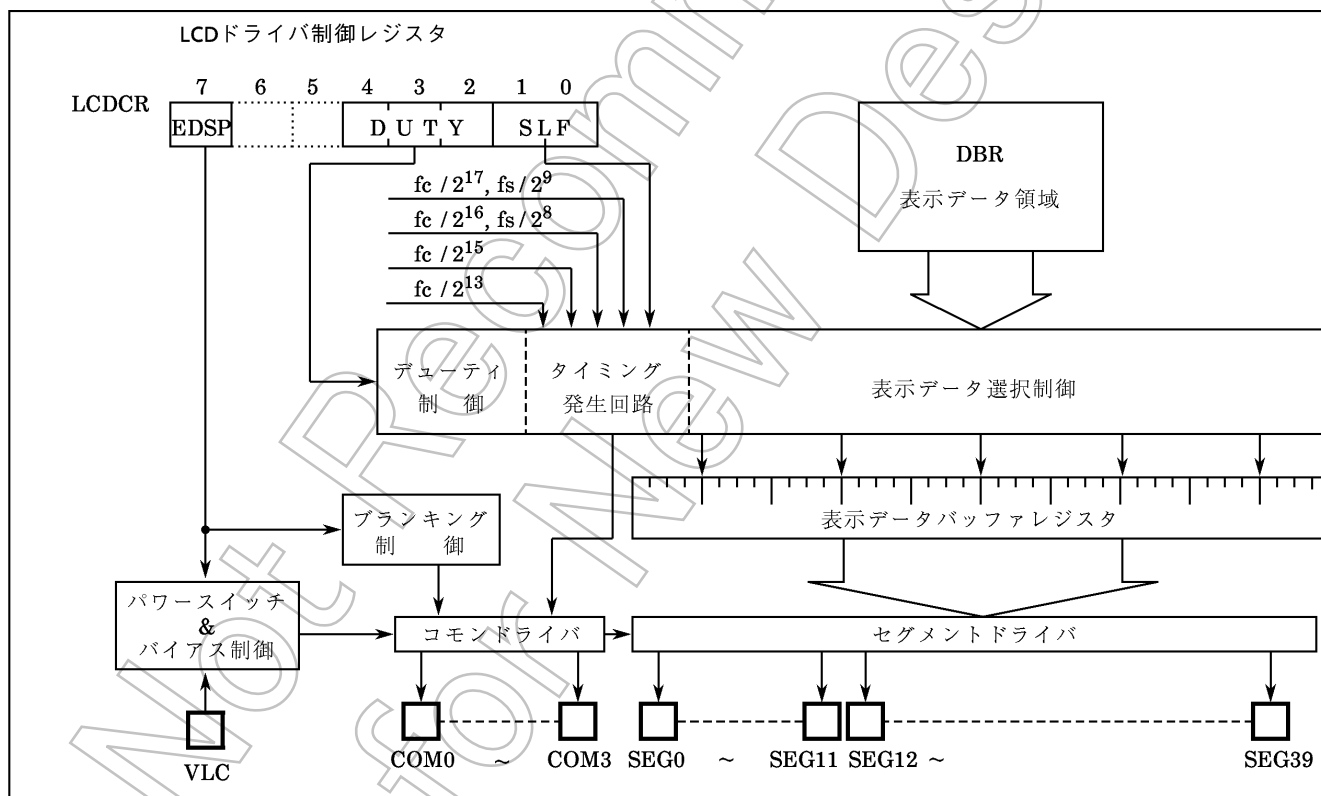 LCDドライバ制御レジスタ
7 6 5 4 3 2 1 0
LCDCR EDSP DUTY SLF
fc / 2^17, fs / 2^9
fc / 2^16, fs / 2^8
fc / 2^15
fc / 2^13
DBR
表示データ領域
デューティ
制 御
タイミング
発生回路
表示データ選択制御
表示データバッファレジスタ
ブランキング
制 御
パワースイッチ
&
バイアス制御
コモンドライバ
セグメントドライバ
VLC
COM0 ~ COM3 SEG0 ~ SEG11 SEG12 ~ SEG39
Not Recomm
for New Des